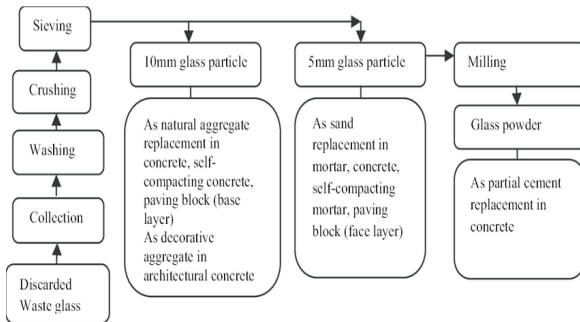 Sieving
10mm glass particle
5mm glass particle
Milling
Crushing
Glass powder
Washing
Collection
Discarded
Waste glass
As natural aggregate
replacement in
concrete, self-
compacting concrete,
paving block (base
layer)
As decorative
aggregate in
architectural concrete
As sand
replacement in
mortar, concrete,
self-compacting
mortar, paving
block (face layer)
As partial cement
replacement in
concrete